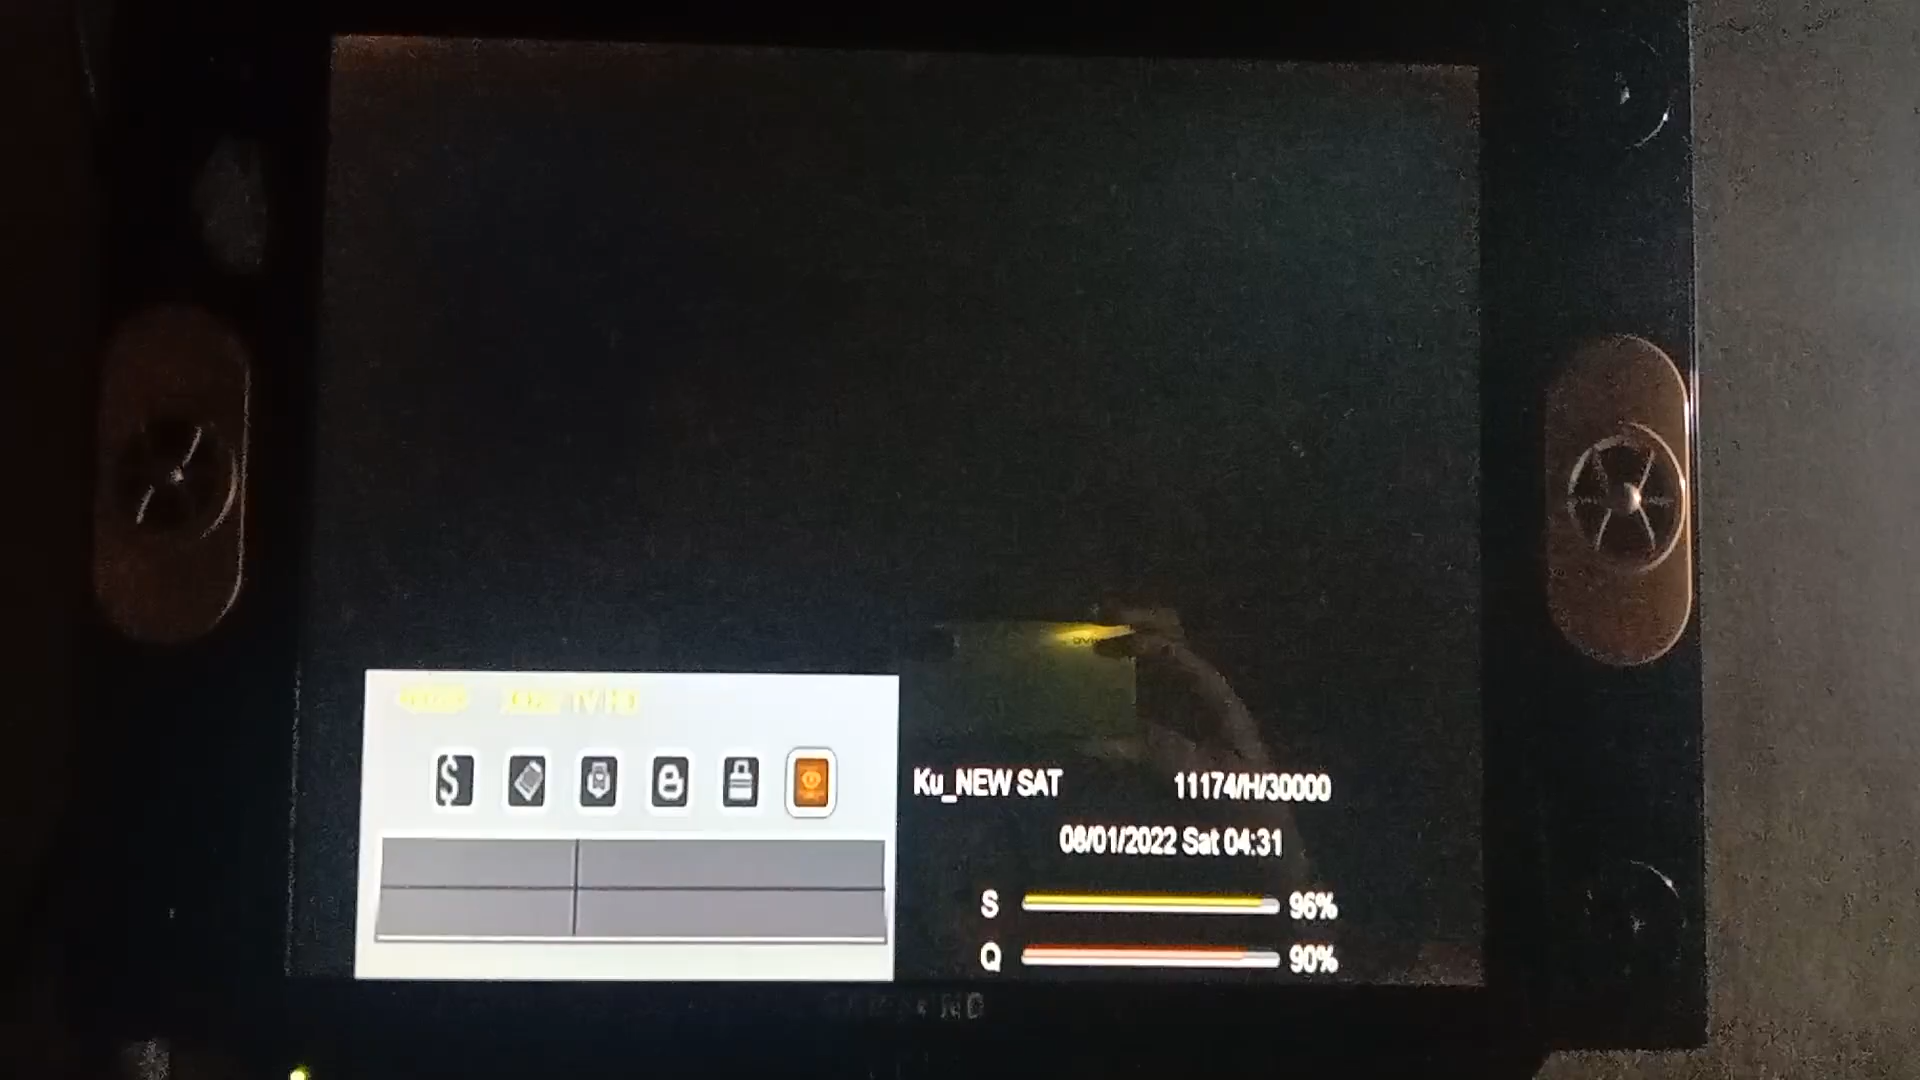 Ku_NEW SAT 11174/H/30000
08/01/2022 Sat 04:31
S 96%
Q 90%